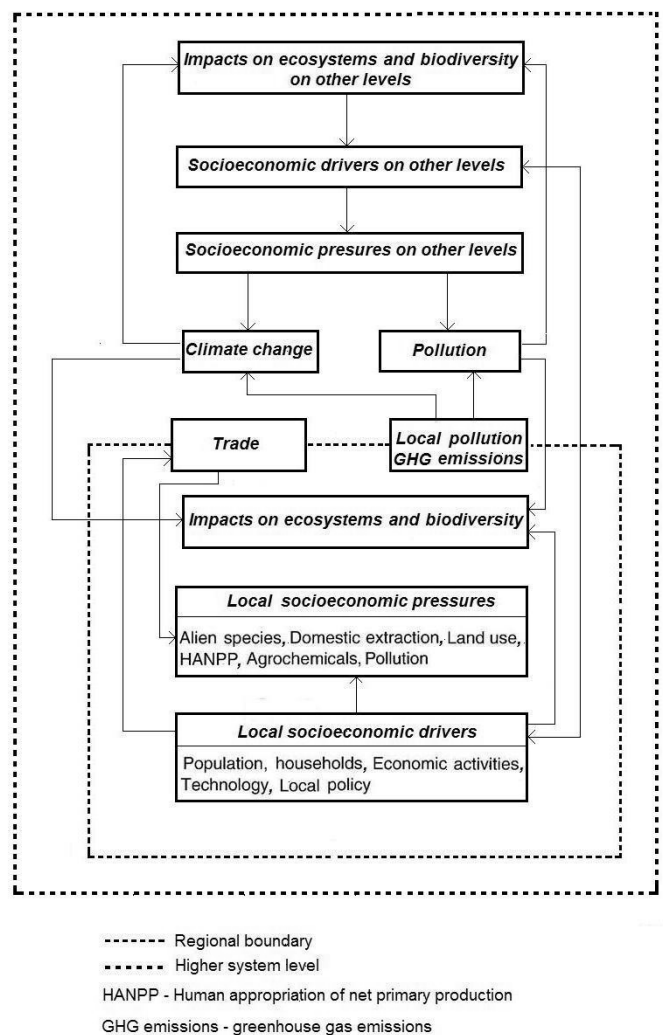 Impacts on ecosystems and biodiversity
on other levels
Socioeconomic drivers on other levels
Socioeconomic presures on other levels
Climate change
Pollution
Trade
Local pollution
GHG emissions
Impacts on ecosystems and biodiversity
Local socioeconomic pressures
Alien species, Domestic extraction, Land use,
HANPP, Agrochemicals, Pollution
Local socioeconomic drivers
Population, households, Economic activities,
Technology, Local policy
Regional boundary
Higher system level
HANPP - Human appropriation of net primary production
GHG emissions - greenhouse gas emissions